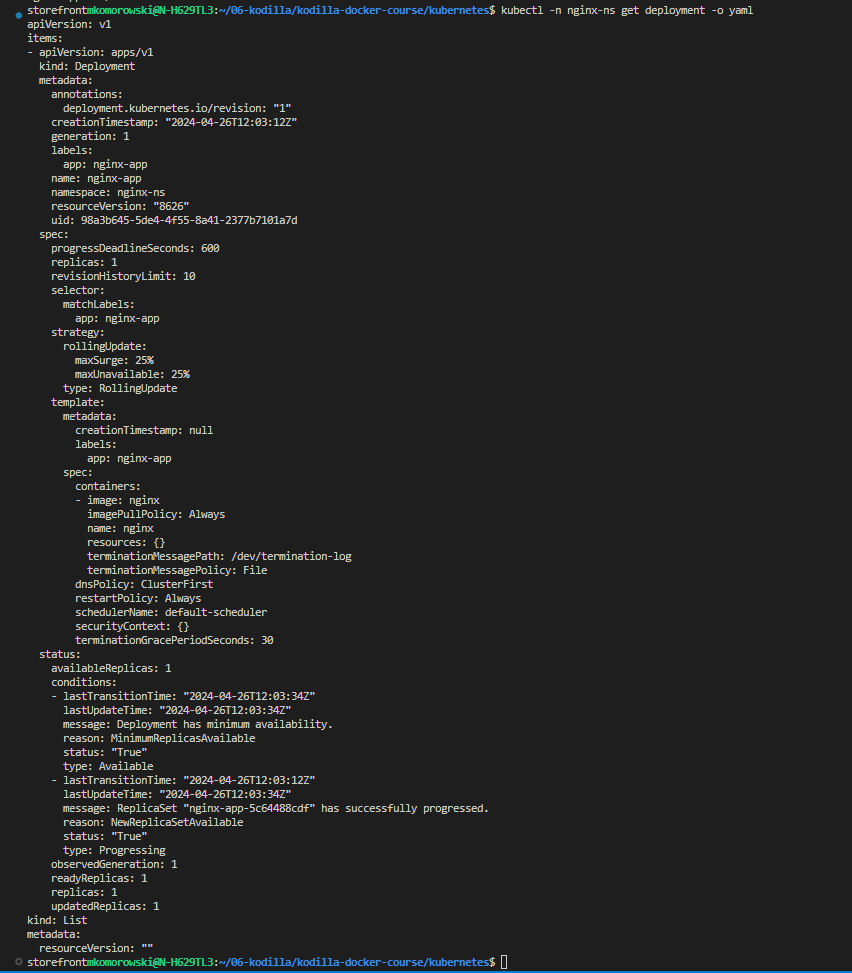 storefrontmkomorowski@N-H629TL3:~/06-kodilla/kodilla-docker-course/kubernetes$ kubectl -n nginx-ns get deployment -o yaml
apiVersion: v1
items:
- apiVersion: apps/v1
  kind: Deployment
  metadata:
    annotations:
      deployment.kubernetes.io/revision: "1"
    creationTimestamp: "2024-04-26T12:03:12Z"
    generation: 1
    labels:
      app: nginx-app
    name: nginx-app
    namespace: nginx-ns
    resourceVersion: "8626"
    uid: 98a3b645-5de4-4f55-8a41-2377b7101a7d
  spec:
    progressDeadlineSeconds: 600
    replicas: 1
    revisionHistoryLimit: 10
    selector:
      matchLabels:
        app: nginx-app
    strategy:
      rollingUpdate:
        maxSurge: 25%
        maxUnavailable: 25%
      type: RollingUpdate
    template:
      metadata:
        creationTimestamp: null
        labels:
          app: nginx-app
      spec:
        containers:
        - image: nginx
          imagePullPolicy: Always
          name: nginx
          resources: {}
          terminationMessagePath: /dev/termination-log
          terminationMessagePolicy: File
        dnsPolicy: ClusterFirst
        restartPolicy: Always
        schedulerName: default-scheduler
        securityContext: {}
        terminationGracePeriodSeconds: 30
  status:
    availableReplicas: 1
    conditions:
    - lastTransitionTime: "2024-04-26T12:03:34Z"
      lastUpdateTime: "2024-04-26T12:03:34Z"
      message: Deployment has minimum availability.
      reason: MinimumReplicasAvailable
      status: "True"
      type: Available
    - lastTransitionTime: "2024-04-26T12:03:12Z"
      lastUpdateTime: "2024-04-26T12:03:34Z"
      message: ReplicaSet "nginx-app-5c64488cdf" has successfully progressed.
      reason: NewReplicaSetAvailable
      status: "True"
      type: Progressing
    observedGeneration: 1
    readyReplicas: 1
    replicas: 1
    updatedReplicas: 1
kind: List
metadata:
  resourceVersion: ""
storefrontmkomorowski@N-H629TL3:~/06-kodilla/kodilla-docker-course/kubernetes$